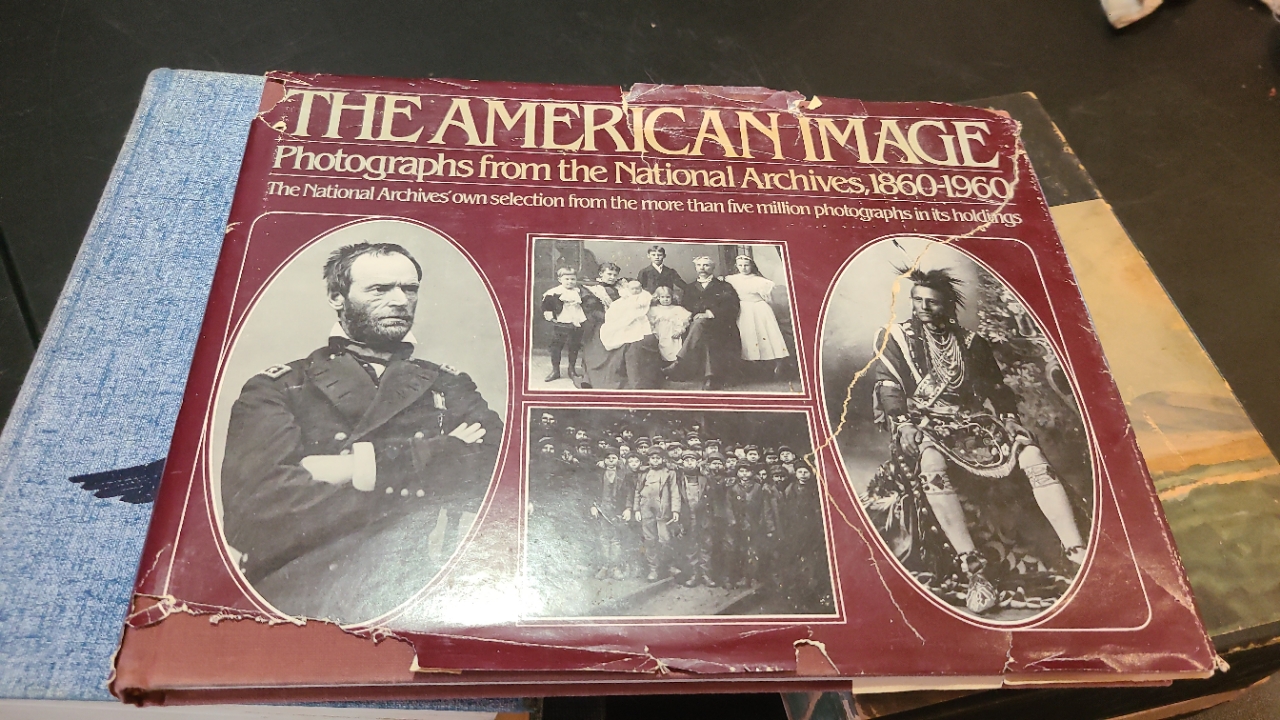 THE AMERICAN IMAGE
Photographs from the National Archives, 1860-1960
The National Archives' own selection from the more than five million photographs in its holdings